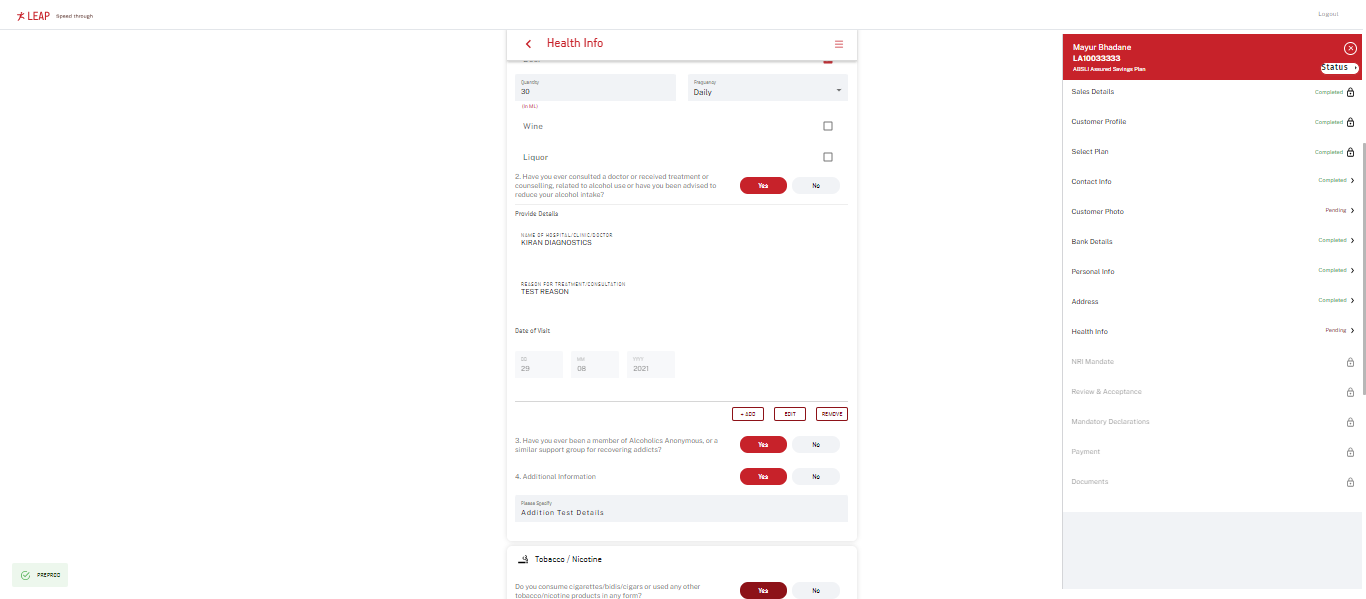 LEAP Speed through
Logout
Health Info
Quantity
30
Frequency
Daily
(In ML)
Wine
Liquor
2. Have you ever consulted a doctor or received treatment or
counselling, related to alcohol use or have you been advised to
reduce your alcohol intake?
Yes No
Provide Details
NAME OF HOSPITAL/CLINIC/DOCTOR
KIRAN DIAGNOSTICS
REASON FOR TREATMENT/CONSULTATION
TEST REASON
Date of Visit
DD MM YYYY
29 08 2021
+ ADD EDIT REMOVE
3. Have you ever been a member of Alcoholics Anonymous, or a
similar support group for recovering addicts?
Yes No
4. Additional Information
Yes No
Please Specify
Addition Test Details
Tobacco / Nicotine
Do you consume cigarettes/bidis/cigars or used any other
tobacco/nicotine products in any form?
Yes No
PREPROD
Mayur Bhadane
LA10033333
ABSLI Assured Savings Plan
Status
Sales Details Completed
Customer Profile Completed
Select Plan Completed
Contact Info Completed
Customer Photo Pending
Bank Details Completed
Personal Info Completed
Address Completed
Health Info Pending
NRI Mandate
Review & Acceptance
Mandatory Declarations
Payment
Documents